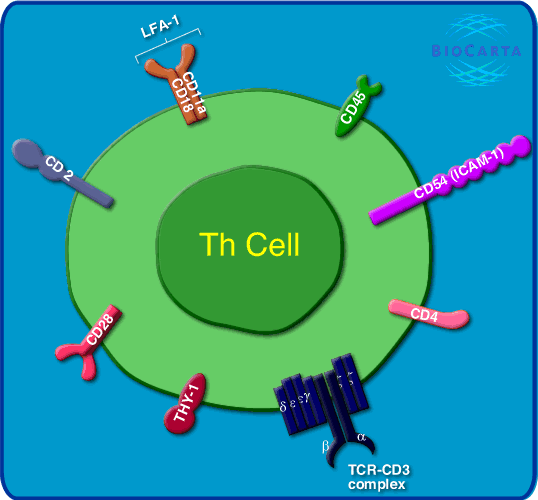 LFA-1
BIOCARTA
CD11a
CD18
CD45
CD 2
CD54 (ICAM-1)
Th Cell
CD4
CD28
THY-1
δ ε ε γ
ζ ζ
β α
TCR-CD3
complex